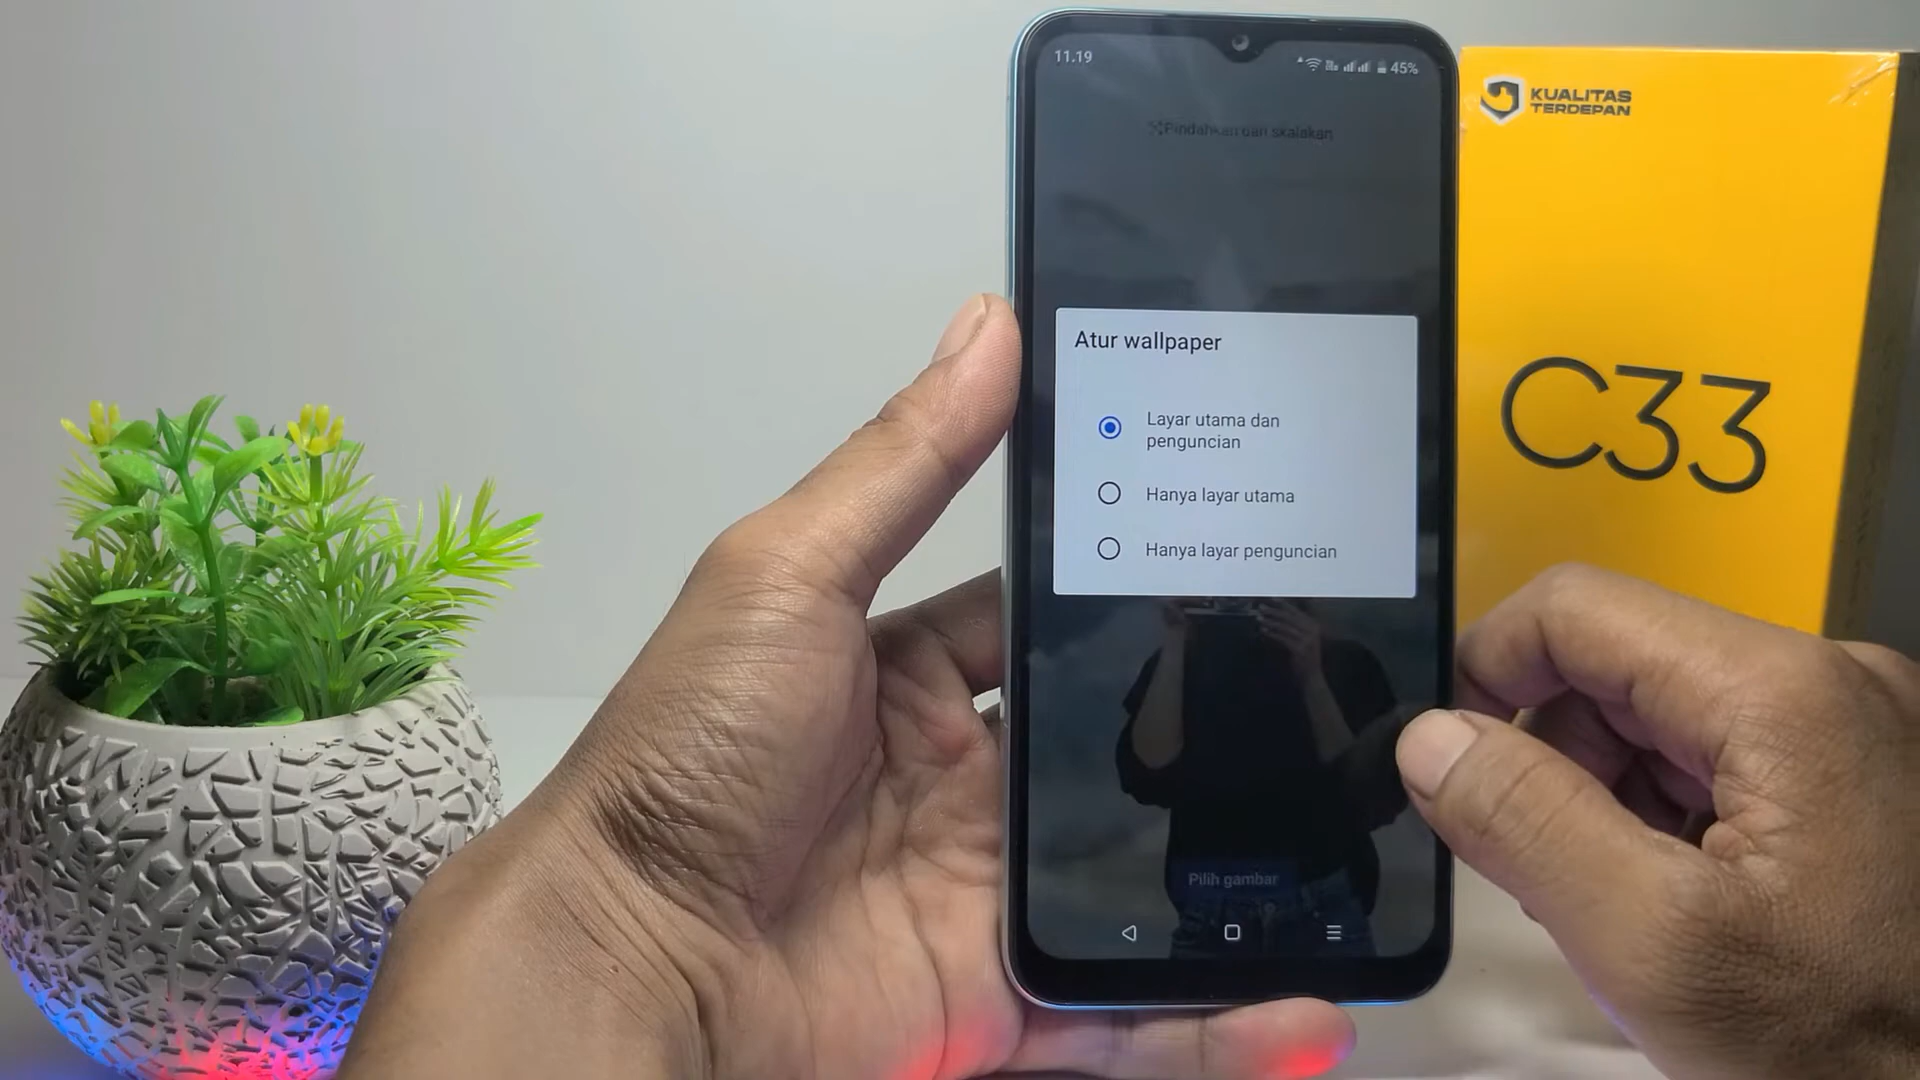 11.19
45%
Pindahkan dan skalakan
Atur wallpaper
Layar utama dan
penguncian
Hanya layar utama
Hanya layar penguncian
Pilih gambar
KUALITAS
TERDEPAN
C33